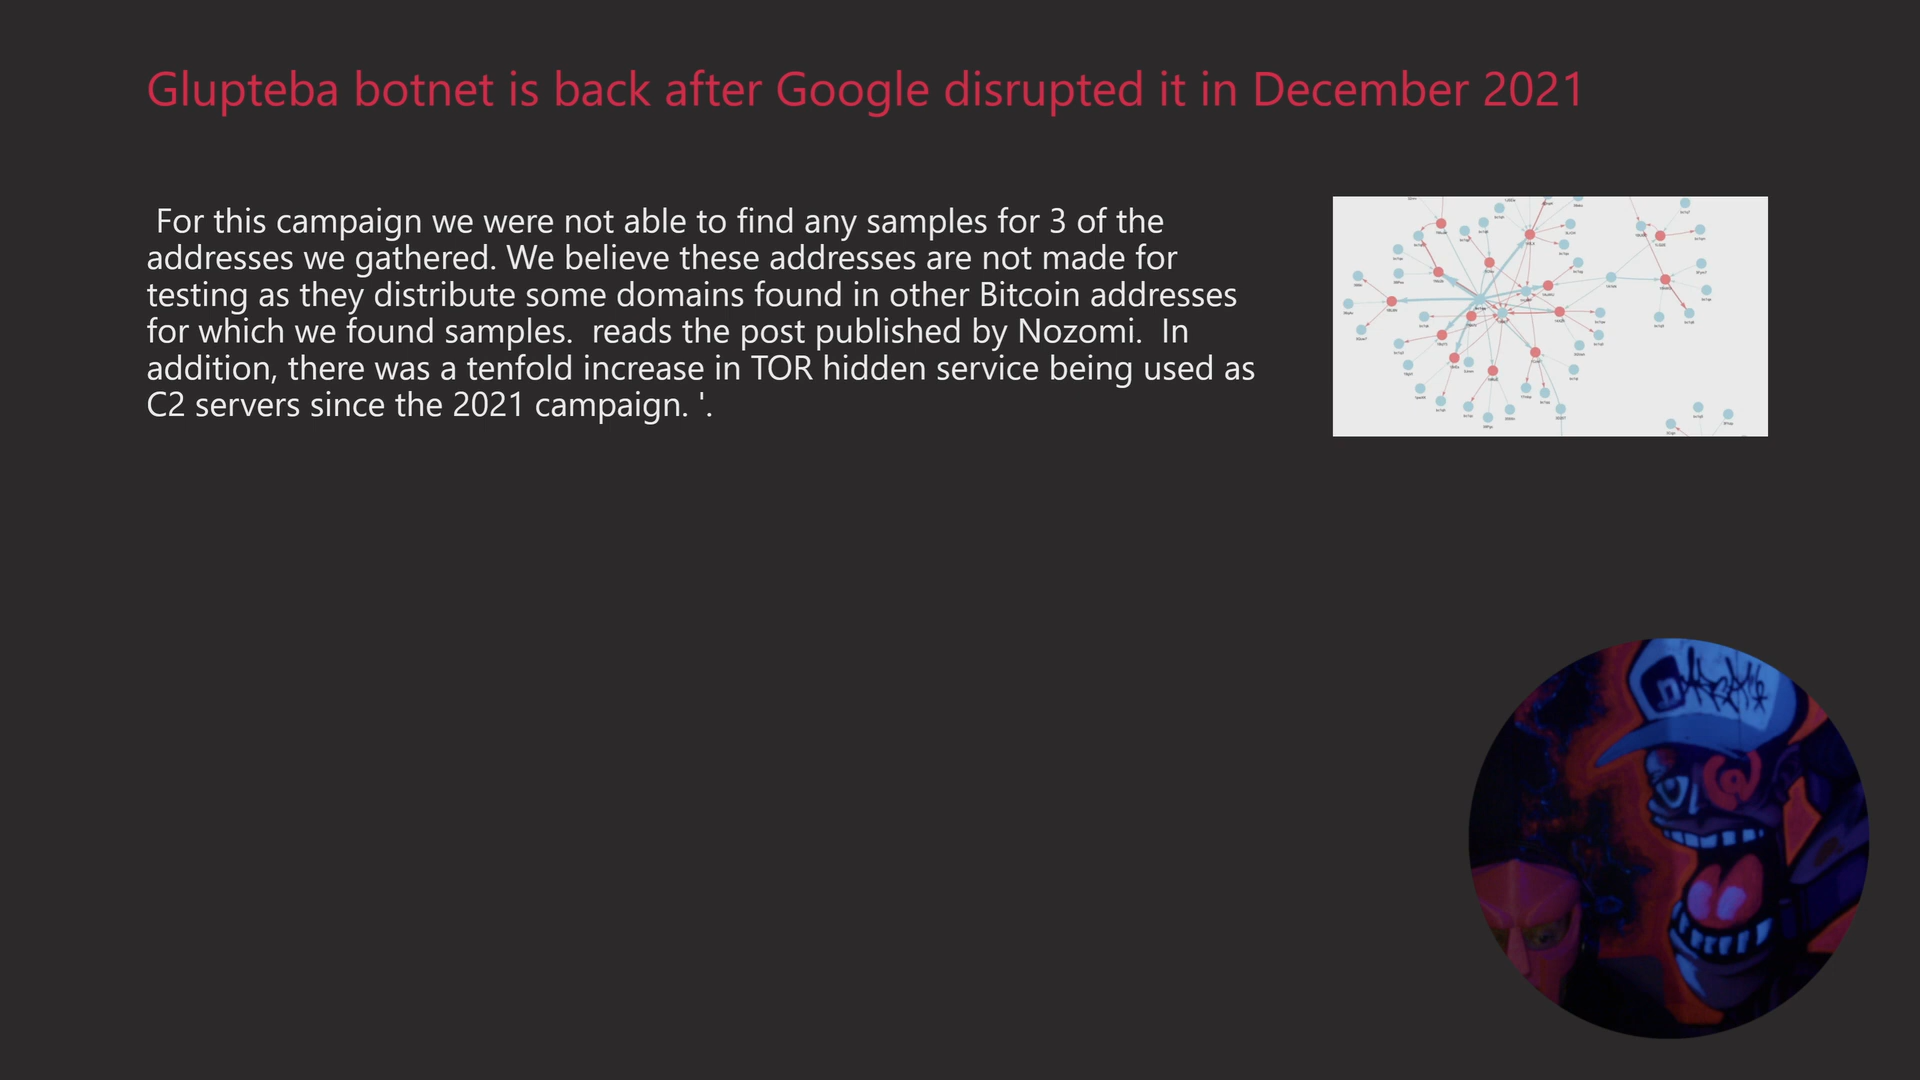 Glupteba botnet is back after Google disrupted it in December 2021
For this campaign we were not able to find any samples for 3 of the
addresses we gathered. We believe these addresses are not made for
testing as they distribute some domains found in other Bitcoin addresses
for which we found samples.  reads the post published by Nozomi.  In
addition, there was a tenfold increase in TOR hidden service being used as
C2 servers since the 2021 campaign. '.